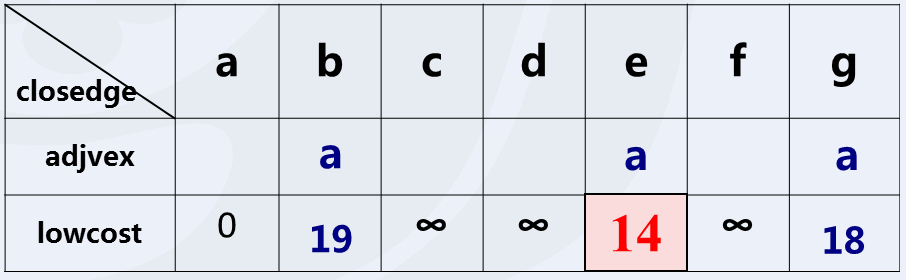 closedge a b c d e f g
adjvex a a a
lowcost 0 19 ∞ ∞ 14 ∞ 18